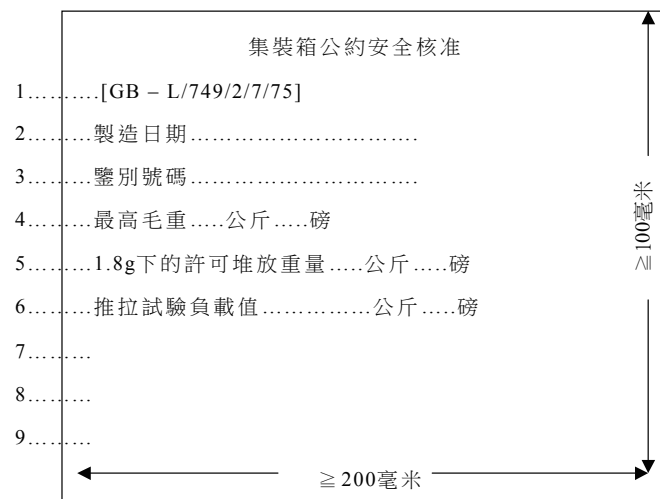 集裝箱公約安全核准
1..........[GB – L/749/2/7/75]
2.........製造日期..............................
3.........鑒別號碼..............................
4.........最高毛重.....公斤.....磅
5.........1.8g下的許可堆放重量.....公斤.....磅
6.........推拉試驗負載值...............公斤.....磅
7.........
8.........
9.........
≧100毫米
≧200毫米